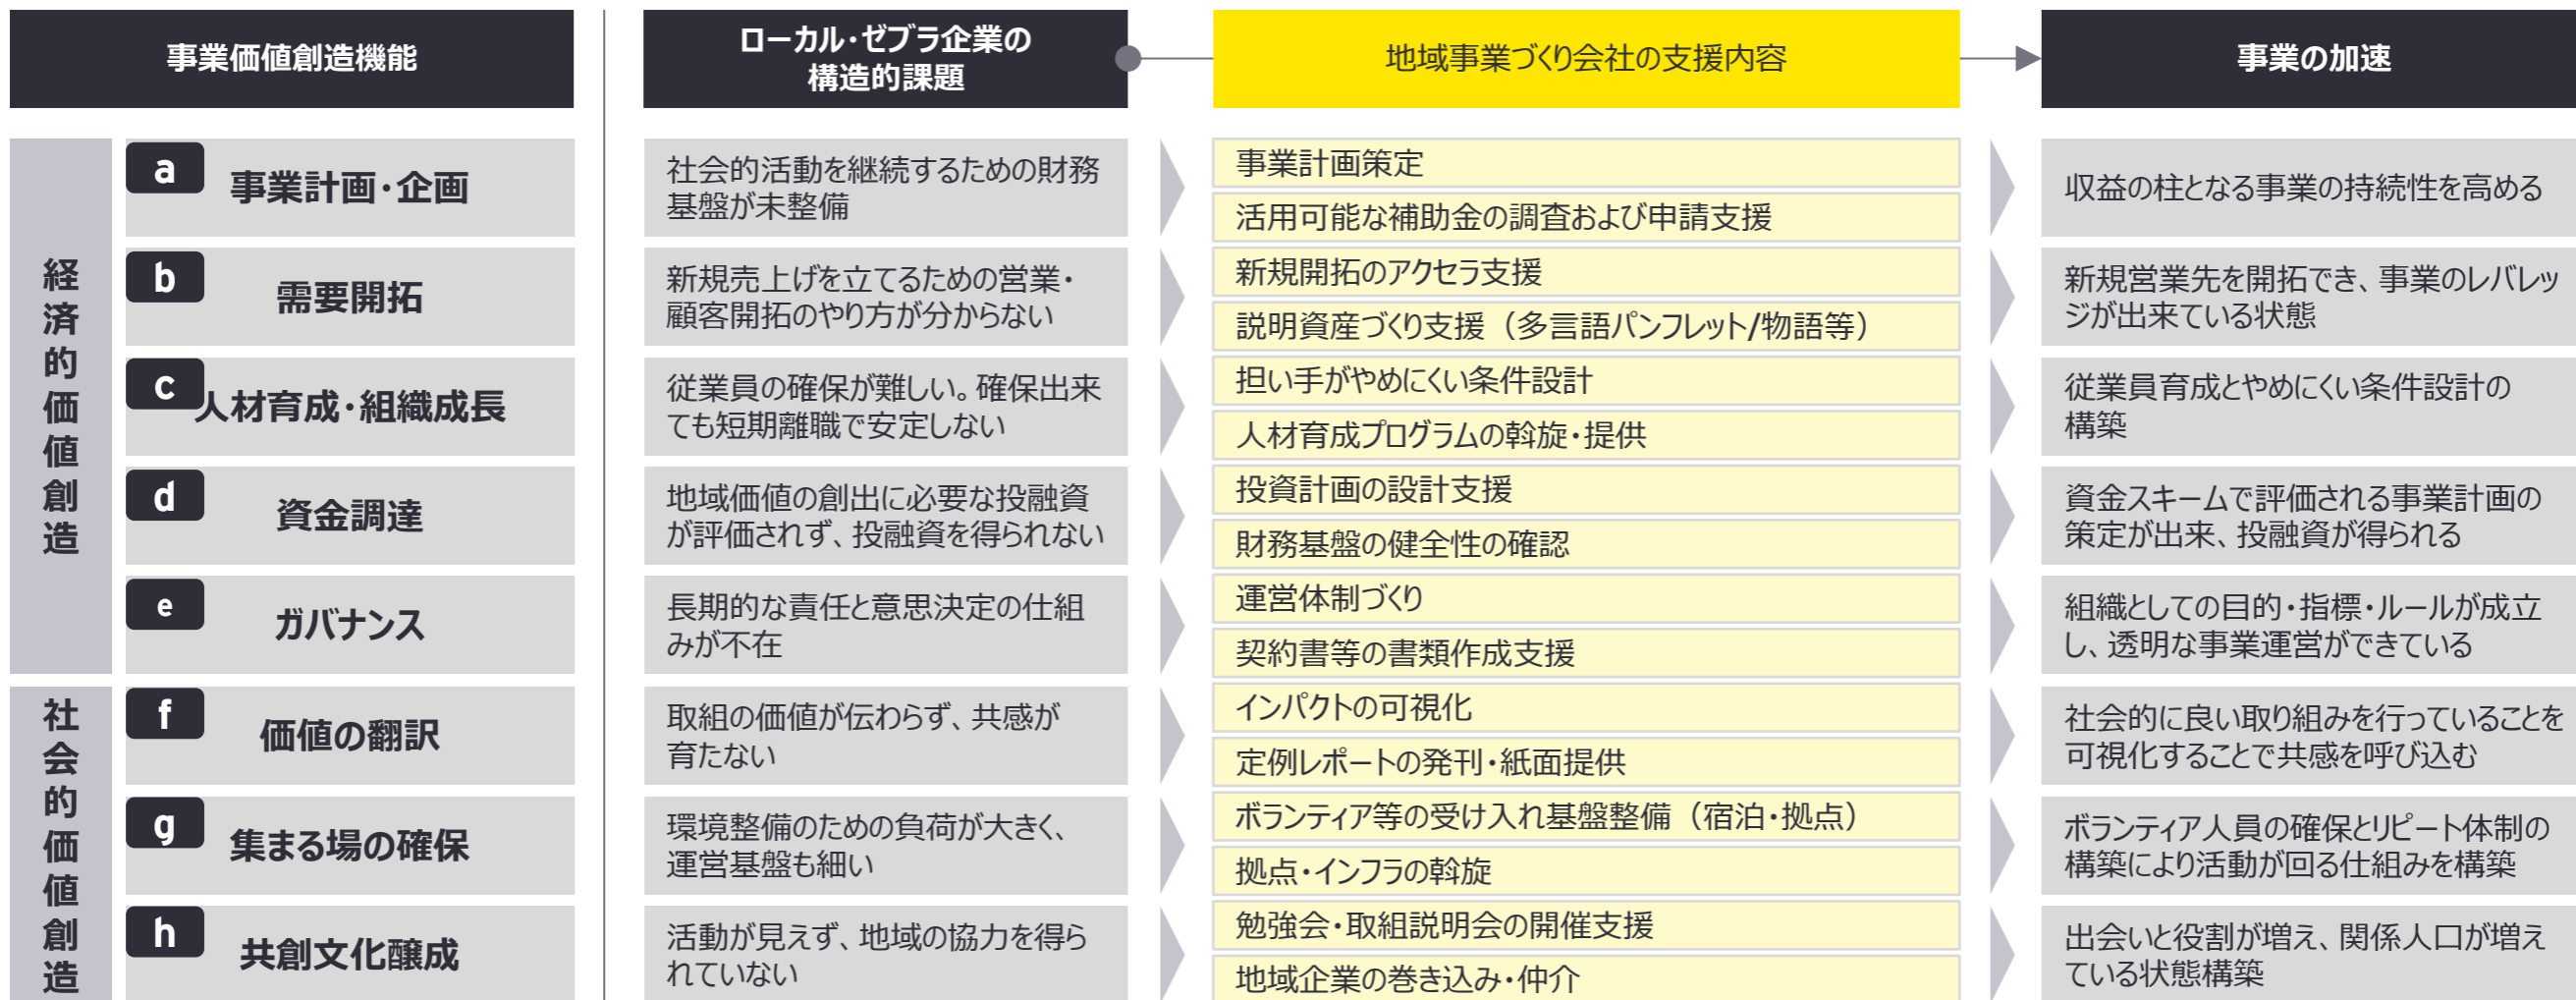 事業価値創造機能
ローカル・ゼブラ企業の
構造的課題
地域事業づくり会社の支援内容
事業の加速
経済的価値創造
a
事業計画・企画
社会的活動を継続するための財務
基盤が未整備
事業計画策定
活用可能な補助金の調査および申請支援
収益の柱となる事業の持続性を高める
b
需要開拓
新規売上げを立てるための営業・
顧客開拓のやり方が分からない
新規開拓のアクセラ支援
説明資産づくり支援（多言語パンフレット/物語等）
新規営業先を開拓でき、事業のレバレッ
ジが出来ている状態
c
人材育成・組織成長
従業員の確保が難しい。確保出来
ても短期離職で安定しない
担い手がやめにくい条件設計
人材育成プログラムの斡旋・提供
従業員育成とやめにくい条件設計の
構築
d
資金調達
地域価値の創出に必要な投融資
が評価されず、投融資を得られない
投資計画の設計支援
財務基盤の健全性の確認
資金スキームで評価される事業計画の
策定が出来、投融資が得られる
e
ガバナンス
長期的な責任と意思決定の仕組
みが不在
運営体制づくり
契約書等の書類作成支援
組織としての目的・指標・ルールが成立
し、透明な事業運営ができている
社会的価値創造
f
価値の翻訳
取組の価値が伝わらず、共感が
育たない
インパクトの可視化
定例レポートの発刊・紙面提供
社会的に良い取り組みを行っていることを
可視化することで共感を呼び込む
g
集まる場の確保
環境整備のための負荷が大きく、
運営基盤も細い
ボランティア等の受け入れ基盤整備（宿泊・拠点）
拠点・インフラの斡旋
ボランティア人員の確保とリピート体制の
構築により活動が回る仕組みを構築
h
共創文化醸成
活動が見えず、地域の協力を得ら
れていない
勉強会・取組説明会の開催支援
地域企業の巻き込み・仲介
出会いと役割が増え、関係人口が増え
ている状態構築